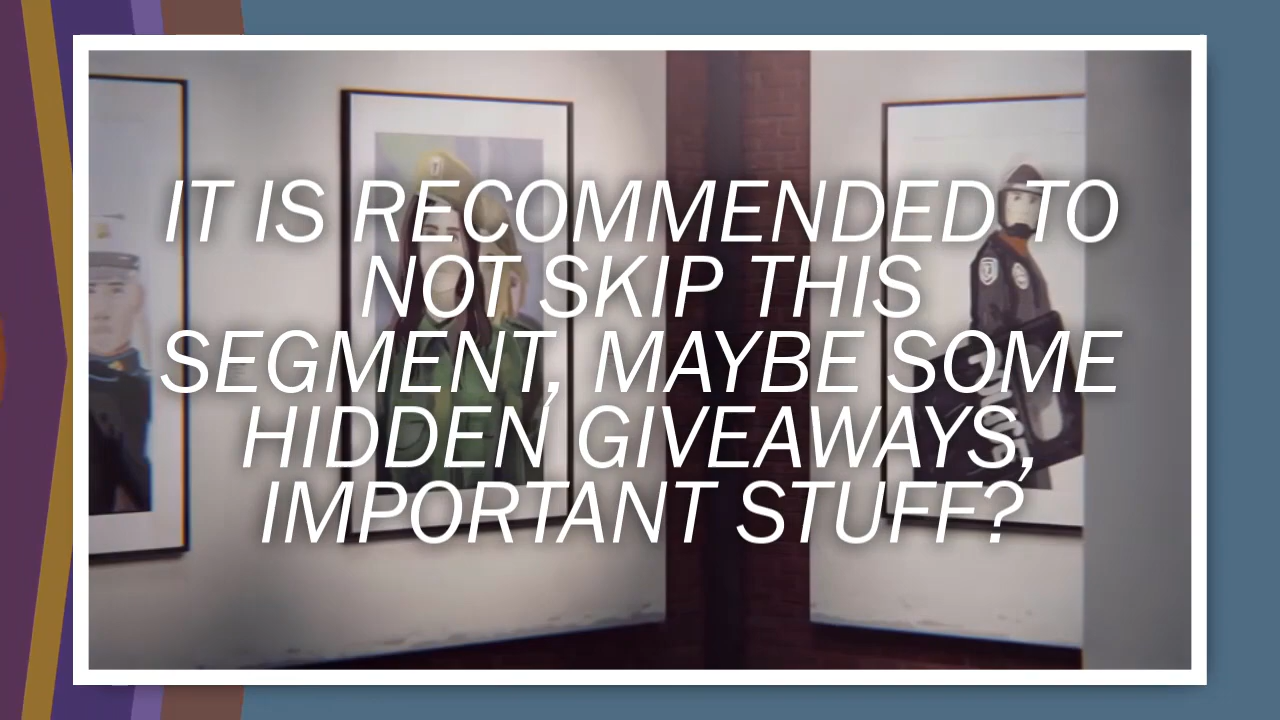 IT IS RECOMMENDED TO
NOT SKIP THIS
SEGMENT, MAYBE SOME
HIDDEN GIVEAWAYS,
IMPORTANT STUFF?